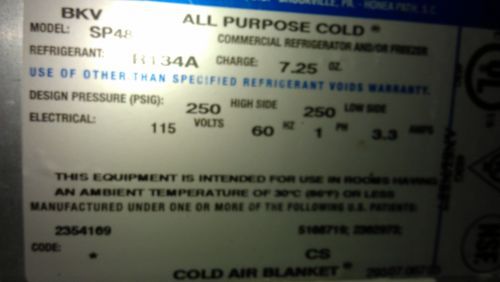 BROOKVILLE, PA. - HONEA PATH, S.C.
BKV ALL PURPOSE COLD ®
MODEL: SP48 COMMERCIAL REFRIGERATOR AND/OR FREEZER
REFRIGERANT: R134A CHARGE: 7.25 OZ.
USE OF OTHER THAN SPECIFIED REFRIGERANT VOIDS WARRANTY.
DESIGN PRESSURE (PSIG): 250 HIGH SIDE 250 LOW SIDE
ELECTRICAL: 115 VOLTS 60 HZ 1 PH 3.3 AMPS
THIS EQUIPMENT IS INTENDED FOR USE IN ROOMS HAVING
AN AMBIENT TEMPERATURE OF 30°C (86°F) OR LESS
MANUFACTURED UNDER ONE OR MORE OF THE FOLLOWING U.S. PATENTS:
2354169
CODE: * CS
COLD AIR BLANKET ®